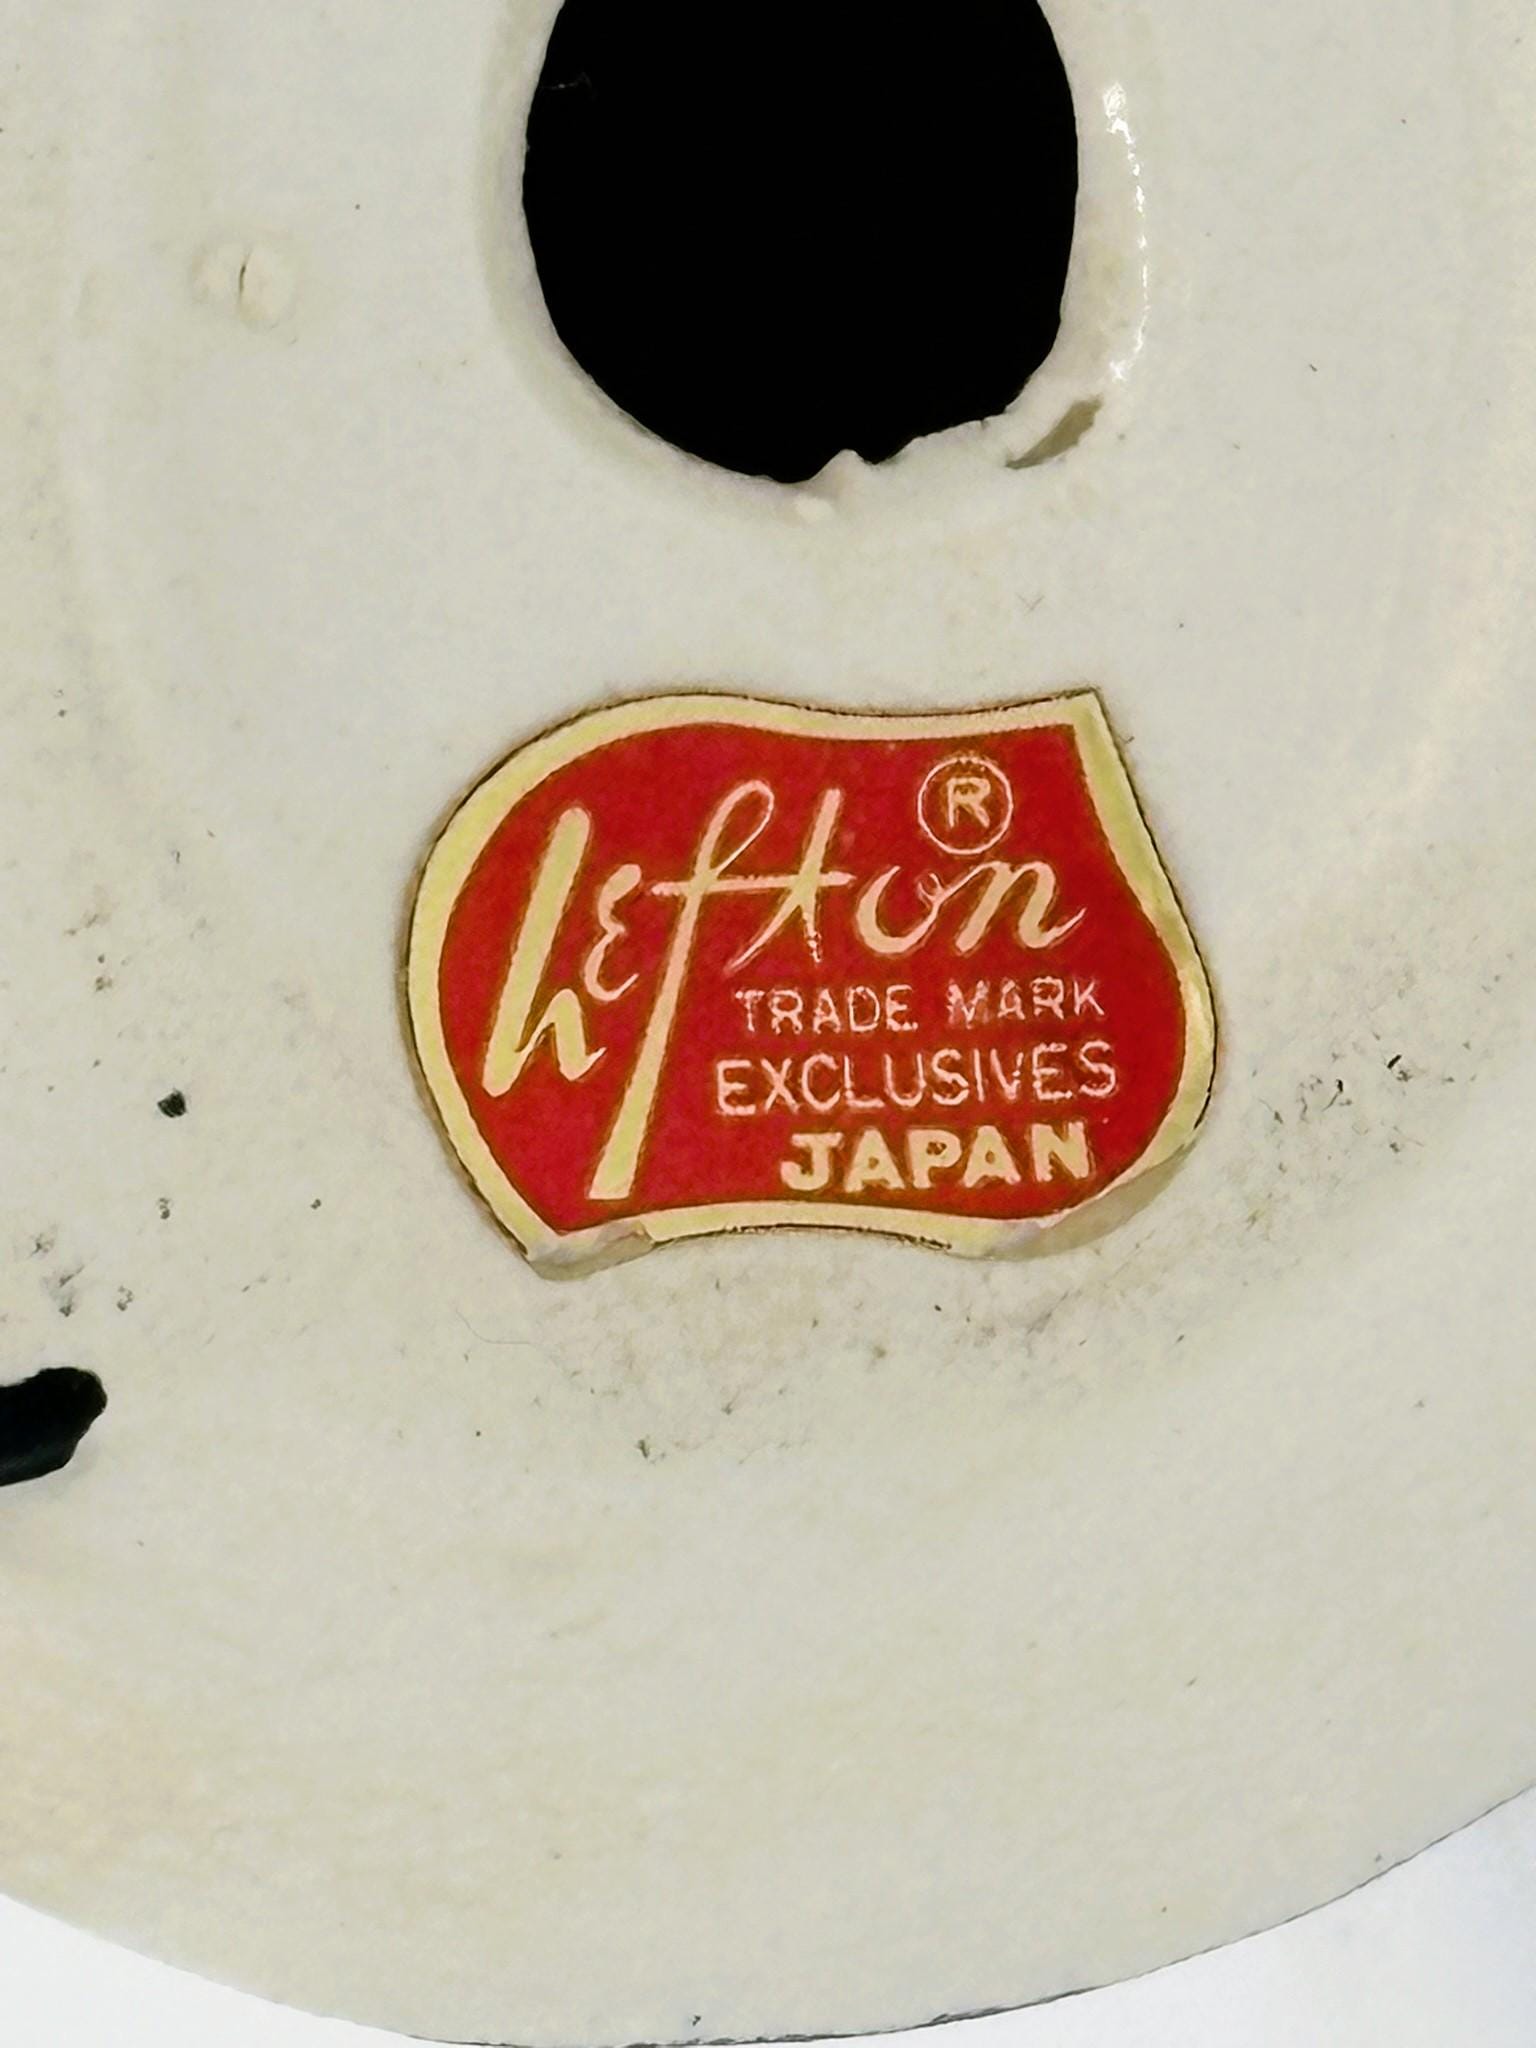 Lefton ®
TRADE MARK
EXCLUSIVES
JAPAN